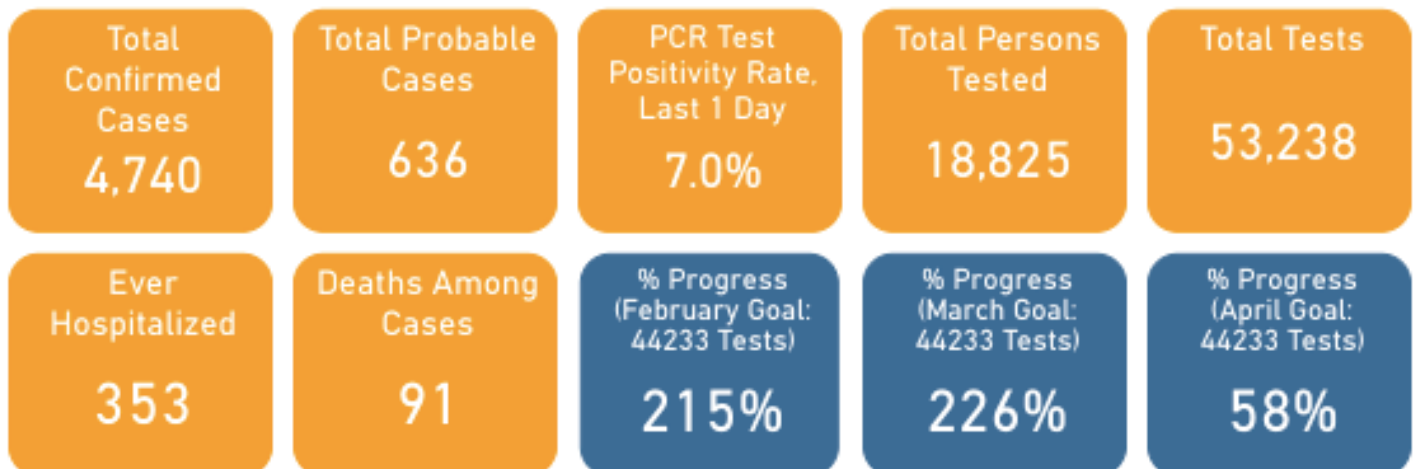 Total
Confirmed
Cases
4,740
Total Probable
Cases
636
PCR Test
Positivity Rate,
Last 1 Day
7.0%
Total Persons
Tested
18,825
Total Tests
53,238
Ever
Hospitalized
353
Deaths Among
Cases
91
% Progress
(February Goal:
44233 Tests)
215%
% Progress
(March Goal:
44233 Tests)
226%
% Progress
(April Goal:
44233 Tests)
58%